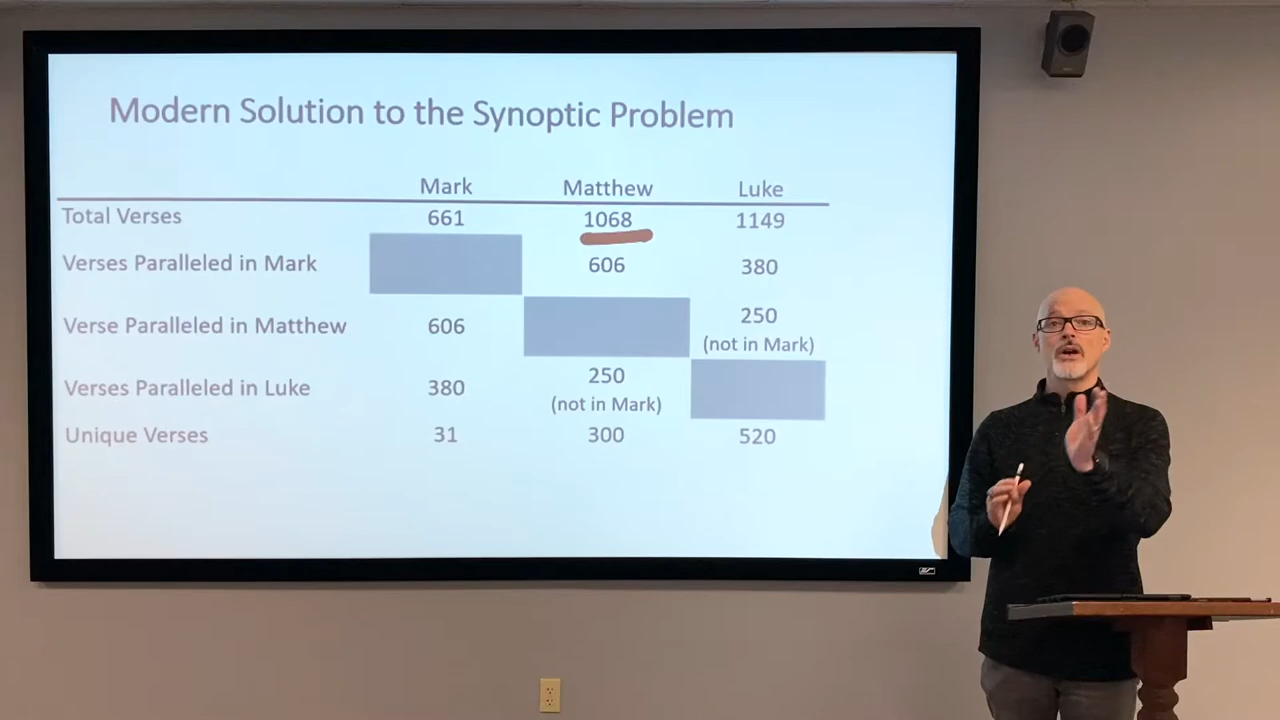 Modern Solution to the Synoptic Problem
Mark Matthew Luke
Total Verses 661 1068 1149
Verses Paralleled in Mark 606 380
Verse Paralleled in Matthew 606 250
(not in Mark)
Verses Paralleled in Luke 380 250
(not in Mark)
Unique Verses 31 300 520